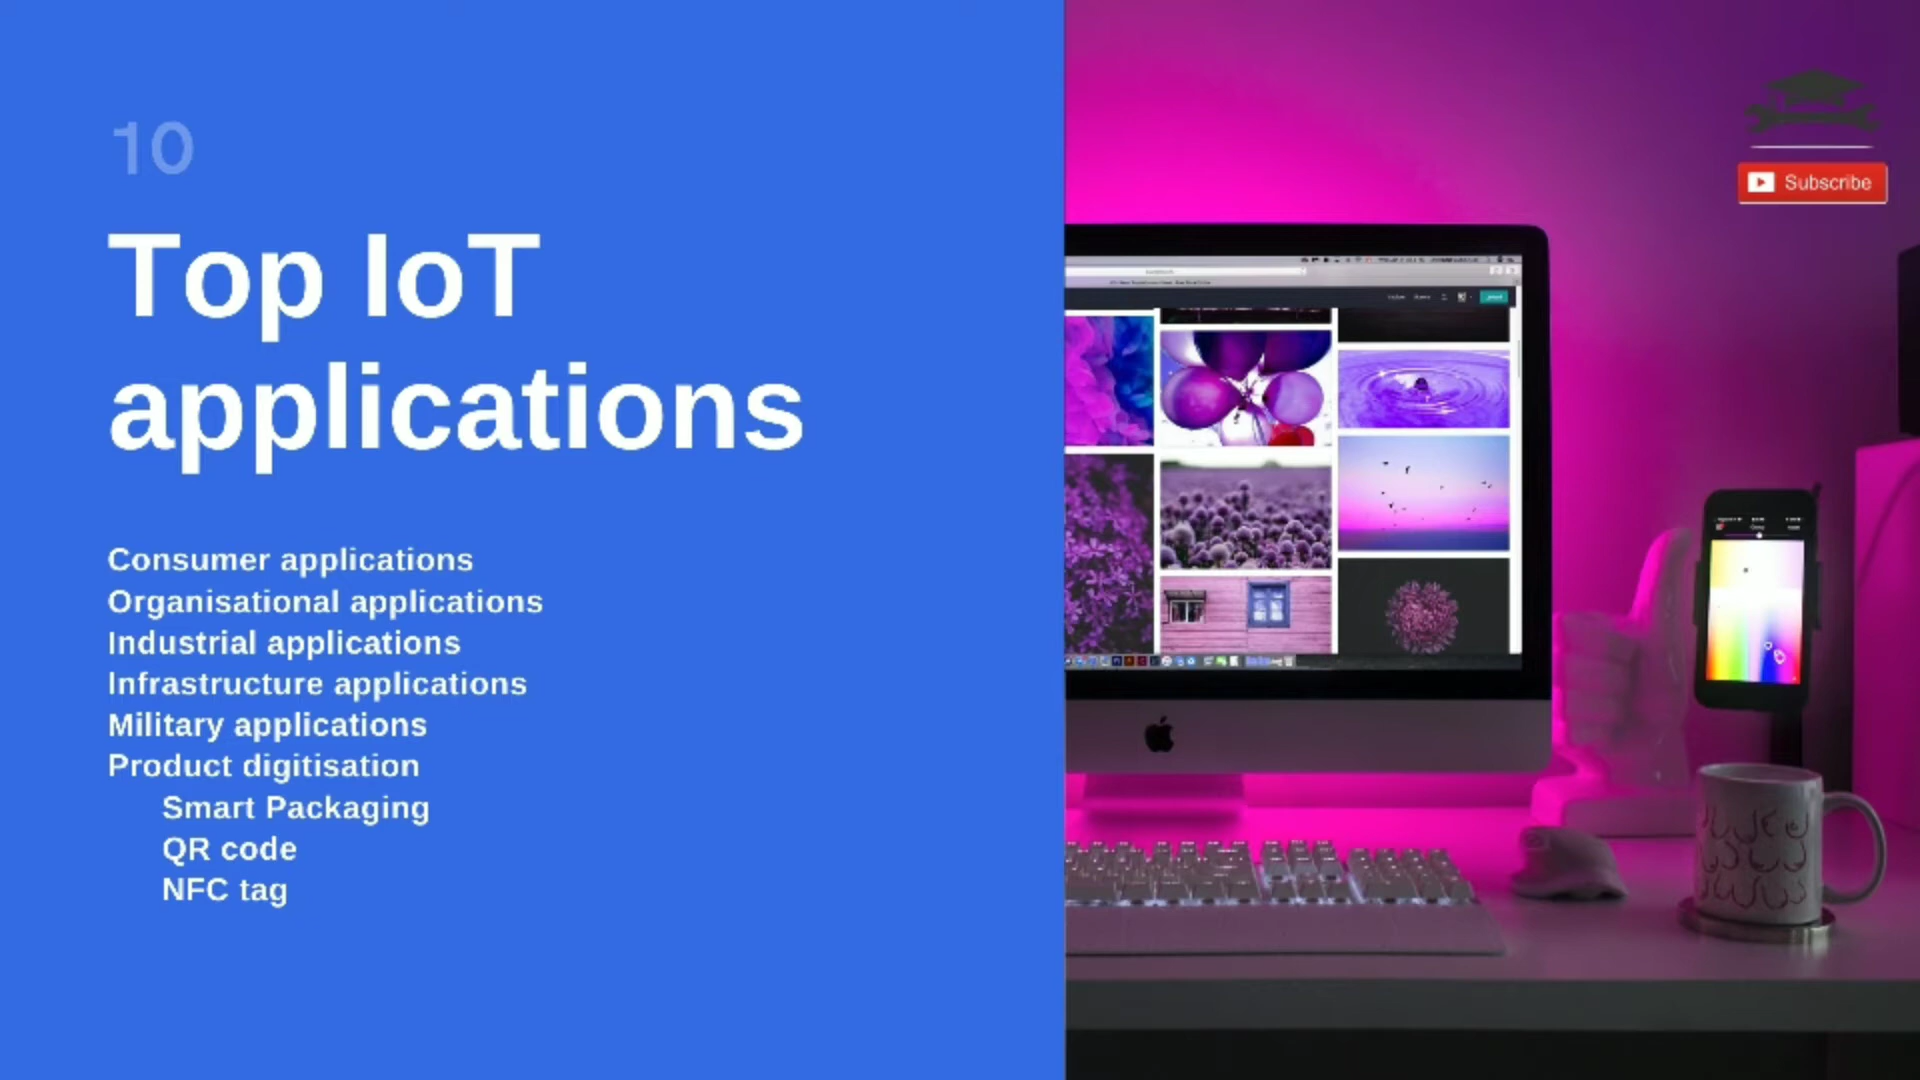 10
Top IoT
applications
Consumer applications
Organisational applications
Industrial applications
Infrastructure applications
Military applications
Product digitisation
Smart Packaging
QR code
NFC tag
Subscribe